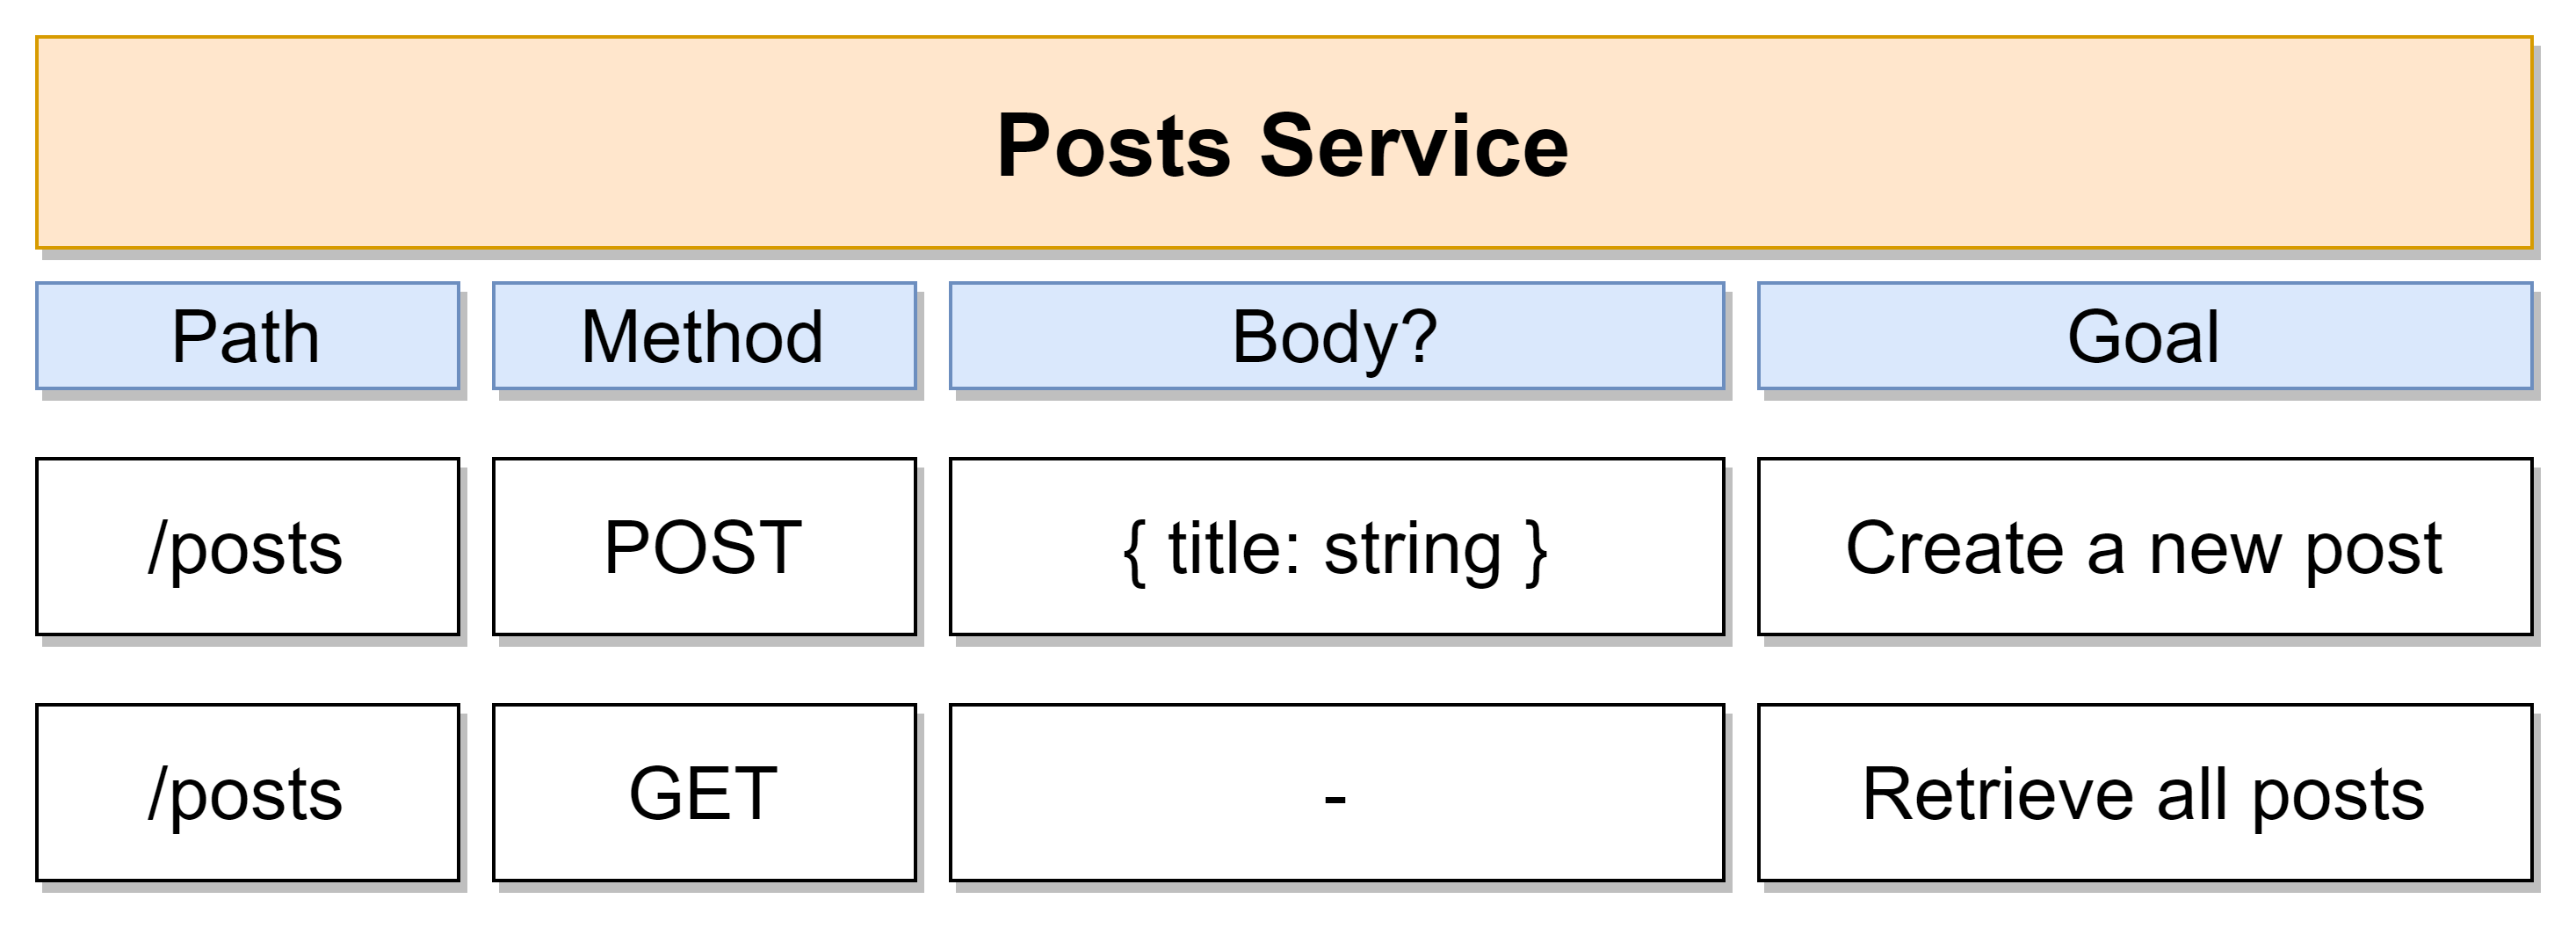 Posts Service
Path Method Body? Goal
/posts POST { title: string } Create a new post
/posts GET - Retrieve all posts